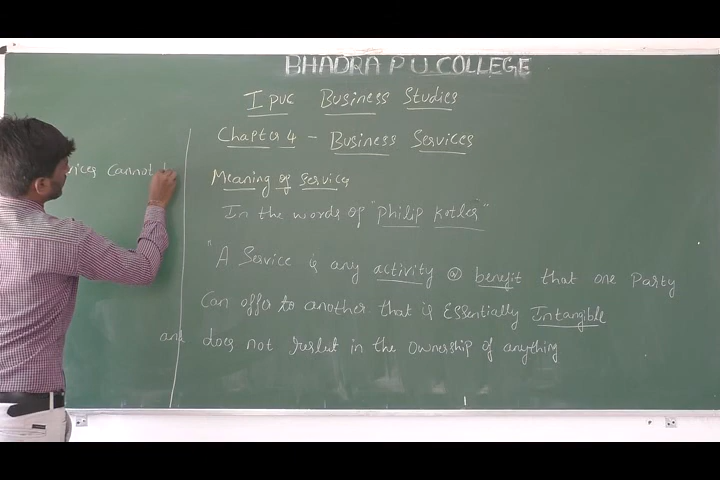 BHADRA P U COLLEGE
I PUC Business Studies
Chapter 4 - Business Services
Meaning of Services
In the words of "Philip Kotler"
"A Service is any activity or benefit that one Party
Can offer to another that is Essentially Intangible
and does not Reslut in the Ownership of anything
vices Cannot